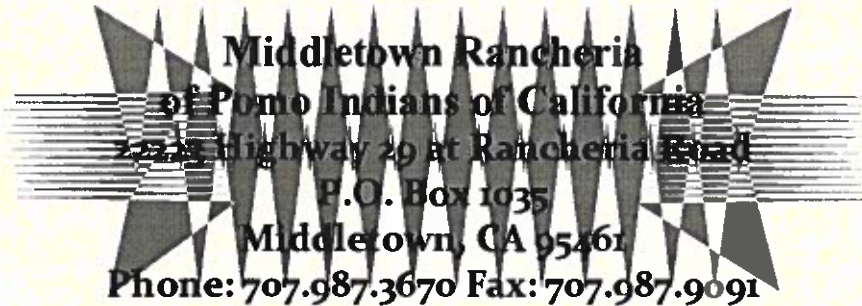 Middletown Rancheria
of Pomo Indians of California
Highway 29 at Rancheria Road
P.O. Box 1035
Middletown, CA 95461
Phone: 707.987.3670 Fax: 707.987.9091